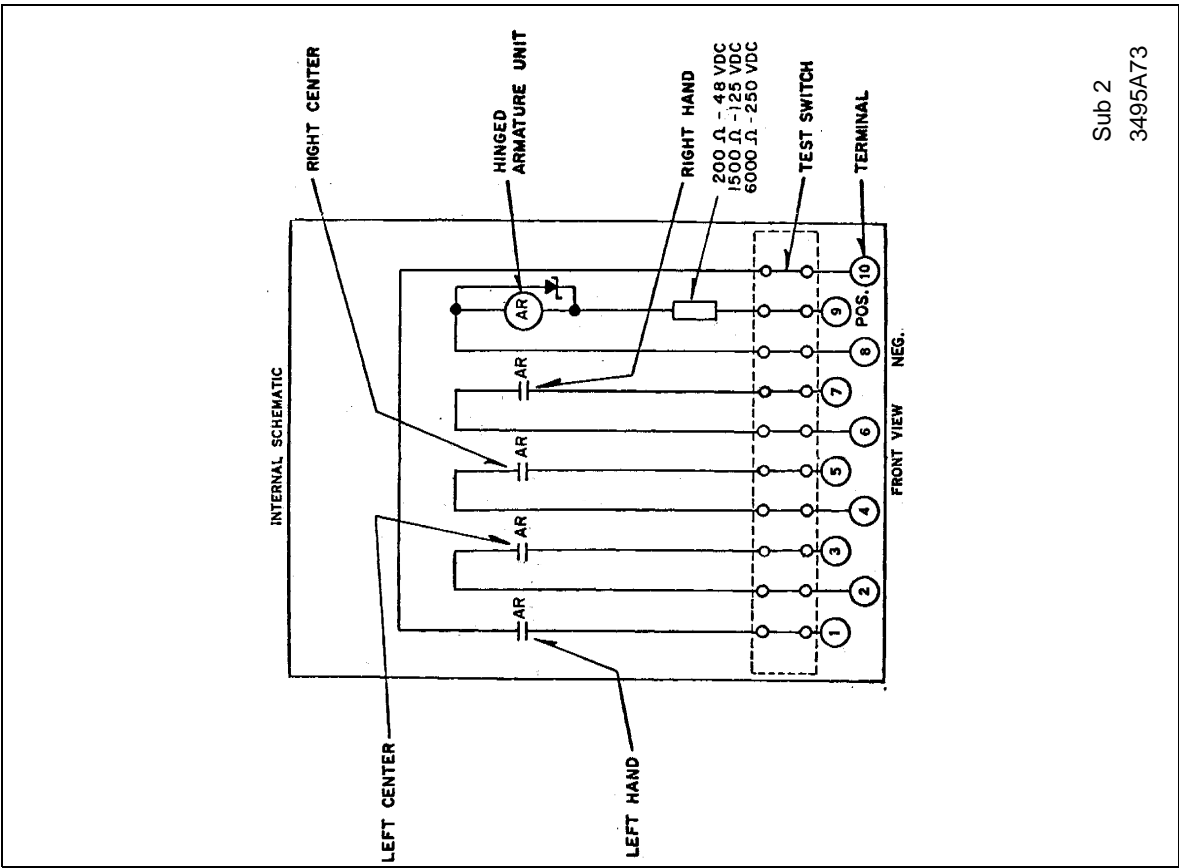 INTERNAL SCHEMATIC
LEFT CENTER
RIGHT CENTER
HINGED
ARMATURE UNIT
LEFT HAND
RIGHT HAND
200 Ω - 48 VDC
1500 Ω - 125 VDC
6000 Ω - 250 VDC
TEST SWITCH
TERMINAL
AR
AR
AR
AR
AR
1
2
3
4
5
6
7
8
9
10
POS.
NEG.
FRONT VIEW
Sub 2
3495A73